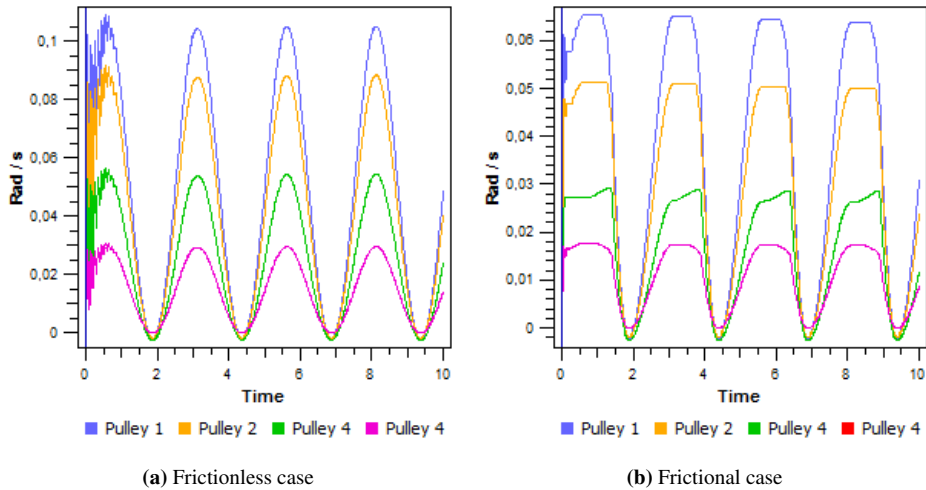 0.1
0.08
0.06
0.04
0.02
0
Rad / s
0 2 4 6 8 10
Time
Pulley 1 Pulley 2 Pulley 4 Pulley 4
(a) Frictionless case
0.06
0.05
0.04
0.03
0.02
0.01
0
Rad / s
0 2 4 6 8 10
Time
Pulley 1 Pulley 2 Pulley 4 Pulley 4
(b) Frictional case